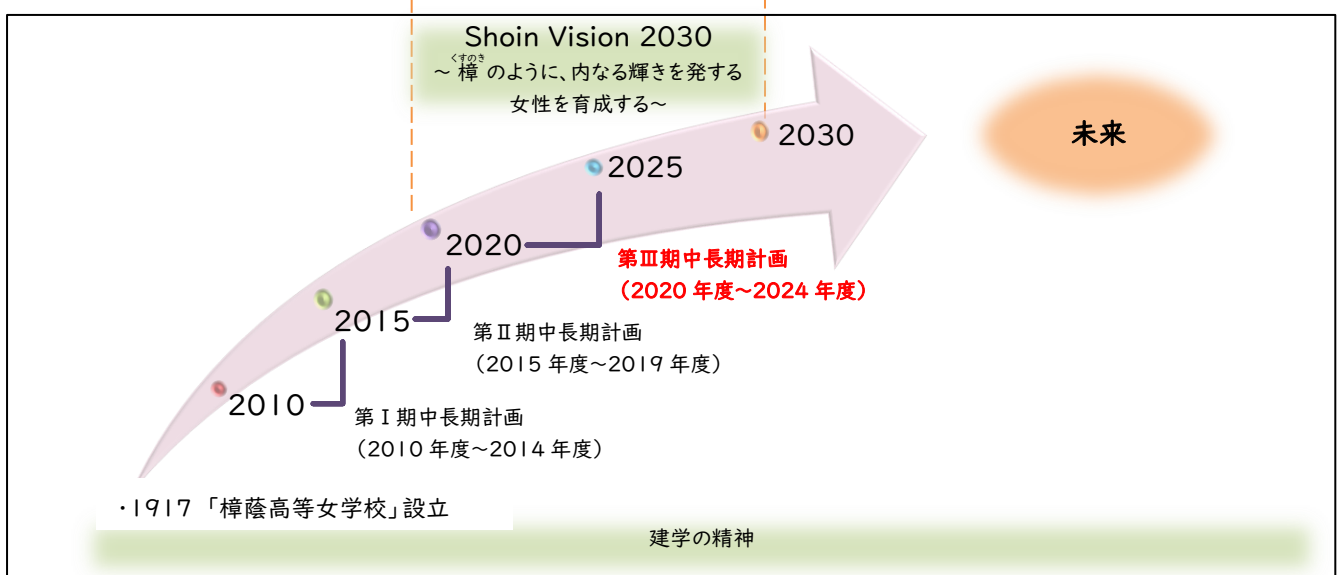 Shoin Vision 2030
くすのき
～樟のように、内なる輝きを発する
女性を育成する～
未来
2030
2025
2020
第Ⅲ期中長期計画
（2020 年度～2024 年度）
2015
第Ⅱ期中長期計画
（2015 年度～2019 年度）
2010
第Ⅰ期中長期計画
（2010 年度～2014 年度）
・1917 「樟蔭高等女学校」設立
建学の精神